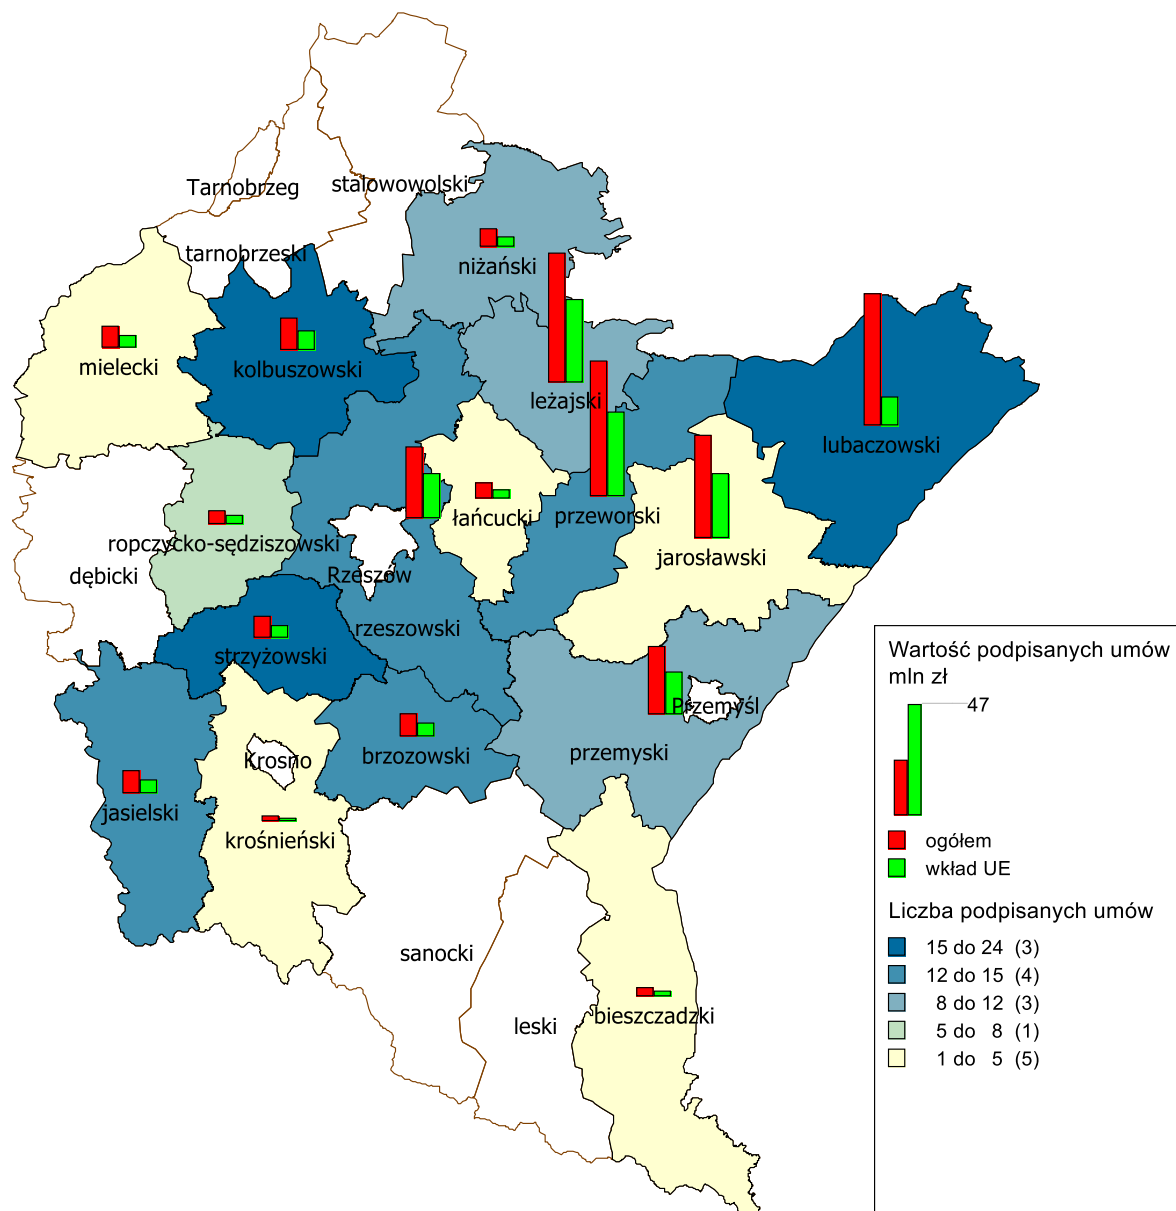 Tarnobrzeg
stalowowolski
tarnobrzeski
niżański
mielecki
kolbuszowski
leżajski
lubaczowski
łańcucki
przeworski
ropczycko-sędziszowski
jarosławski
dębicki
Rzeszów
rzeszowski
strzyżowski
Przemyśl
Krosno
brzozowski
przemyski
jasielski
krośnieński
sanocki
leski
bieszczadzki
Wartość podpisanych umów
mln zł
47
ogółem
wkład UE
Liczba podpisanych umów
15 do 24 (3)
12 do 15 (4)
8 do 12 (3)
5 do 8 (1)
1 do 5 (5)